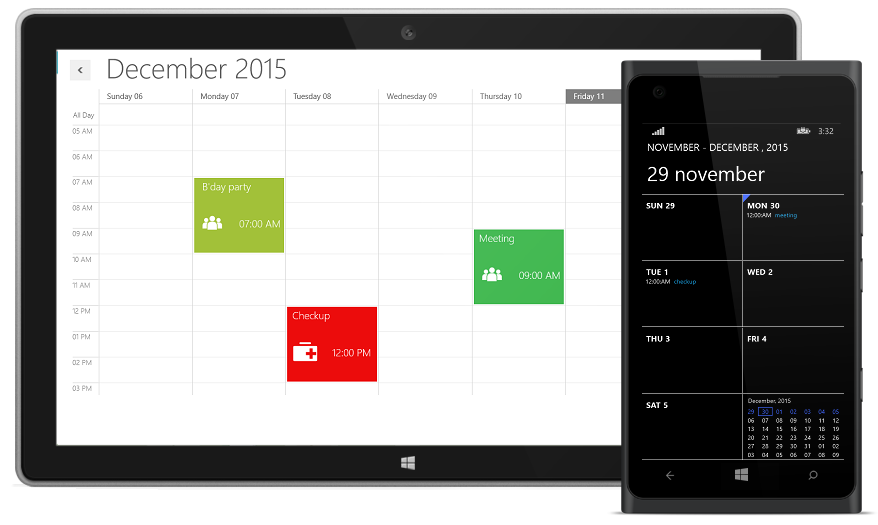 December 2015
Sunday 06 Monday 07 Tuesday 08 Wednesday 09 Thursday 10 Friday 11
All Day
05 AM
06 AM
07 AM
B'day party
07:00 AM
08 AM
09 AM
Meeting
09:00 AM
10 AM
11 AM
12 PM
Checkup
12:00 PM
01 PM
02 PM
03 PM
3:32
NOVEMBER - DECEMBER , 2015
29 november
SUN 29 MON 30
12:00AM meeting
TUE 1 WED 2
12:00AM checkup
THU 3 FRI 4
SAT 5
December, 2015
29 30 01 02 03 04 05
06 07 08 09 10 11 12
13 14 15 16 17 18 19
20 21 22 23 24 25 26
27 28 29 30 31 01 02
03 04 05 06 07 08 09